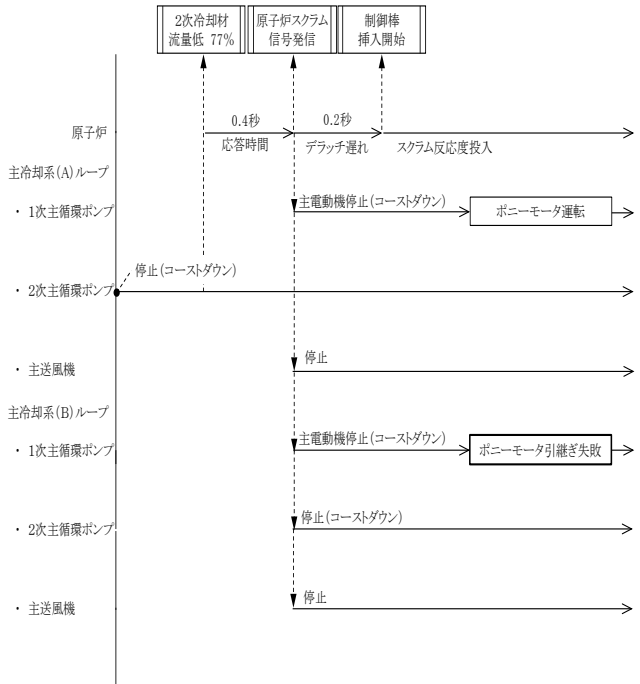 2次冷却材
流量低 77%
原子炉スクラム
信号発信
制御棒
挿入開始
原子炉
0.4秒
応答時間
0.2秒
デラッチ遅れ
スクラム反応度投入
主冷却系(A)ループ
・ 1次主循環ポンプ
主電動機停止(コーストダウン)
ポニーモータ運転
停止(コーストダウン)
・ 2次主循環ポンプ
・ 主送風機
停止
主冷却系(B)ループ
・ 1次主循環ポンプ
主電動機停止(コーストダウン)
ポニーモータ引継ぎ失敗
・ 2次主循環ポンプ
停止(コーストダウン)
・ 主送風機
停止